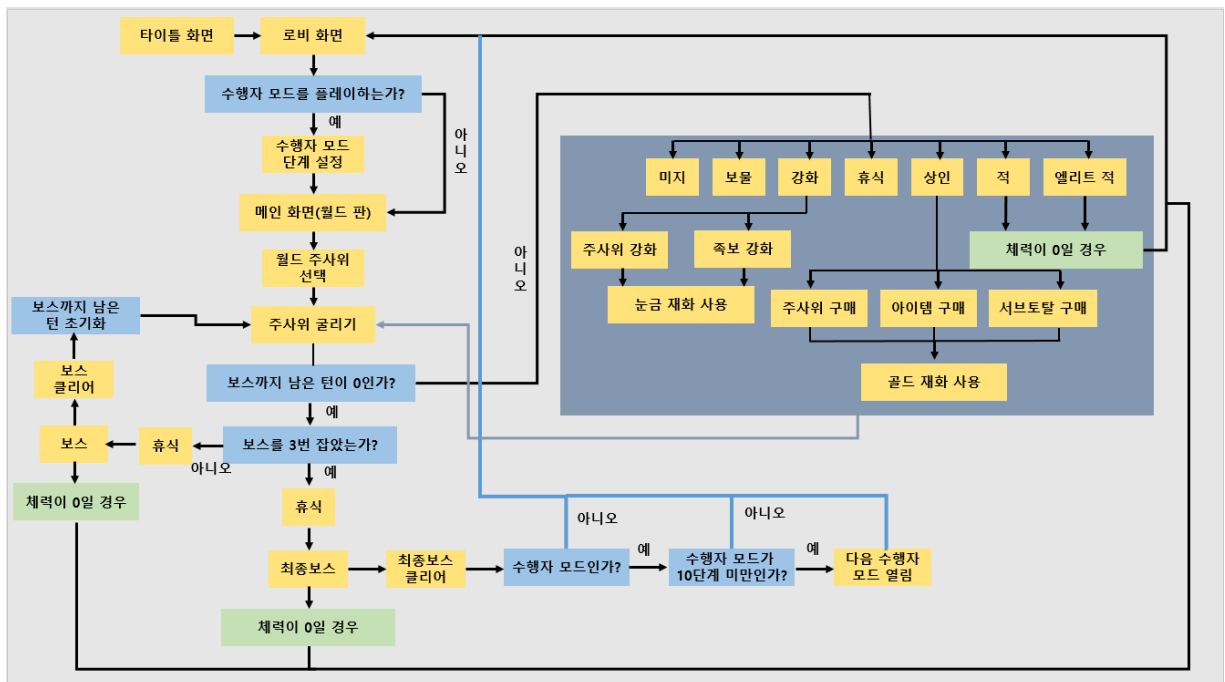 타이틀 화면
로비 화면
수행자 모드를 플레이하는가?
예
아
니
오
수행자 모드
단계 설정
메인 화면(월드 판)
월드 주사위
선택
보스까지 남은
턴 초기화
주사위 굴리기
보스
클리어
보스까지 남은 턴이 0인가?
예
아
니
오
보스
휴식
아니오
보스를 3번 잡았는가?
예
체력이 0일 경우
휴식
최종보스
최종보스
클리어
수행자 모드인가?
아니오
예
수행자 모드가
10단계 미만인가?
아니오
예
다음 수행자
모드 열림
체력이 0일 경우
미지
보물
강화
휴식
상인
적
엘리트 적
주사위 강화
족보 강화
체력이 0일 경우
눈금 재화 사용
주사위 구매
아이템 구매
서브토탈 구매
골드 재화 사용